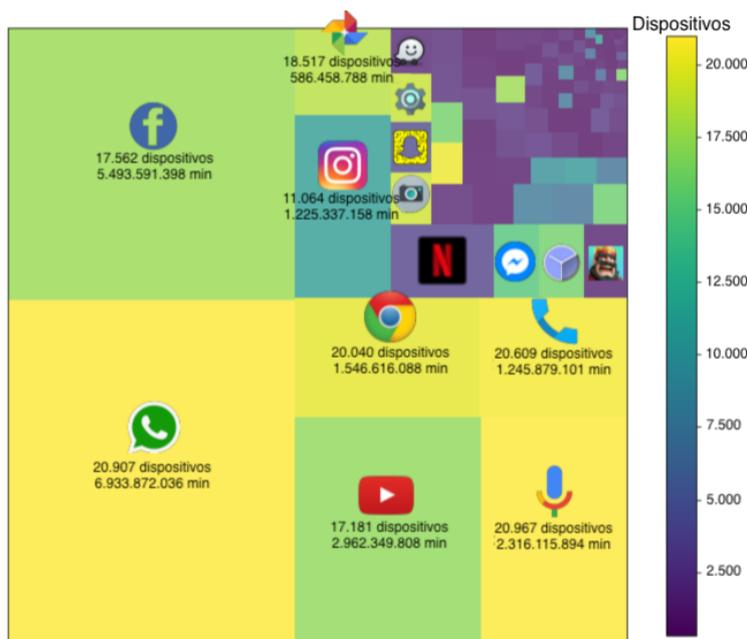 Dispositivos
18.517 dispositivos
586.458.788 min
17.562 dispositivos
5.493.591.398 min
11.064 dispositivos
1.225.337.158 min
N
20.040 dispositivos
1.546.616.088 min
20.609 dispositivos
1.245.879.101 min
20.907 dispositivos
6.933.872.036 min
17.181 dispositivos
2.962.349.808 min
20.967 dispositivos
2.316.115.894 min
20.000
17.500
15.000
12.500
10.000
7.500
5.000
2.500